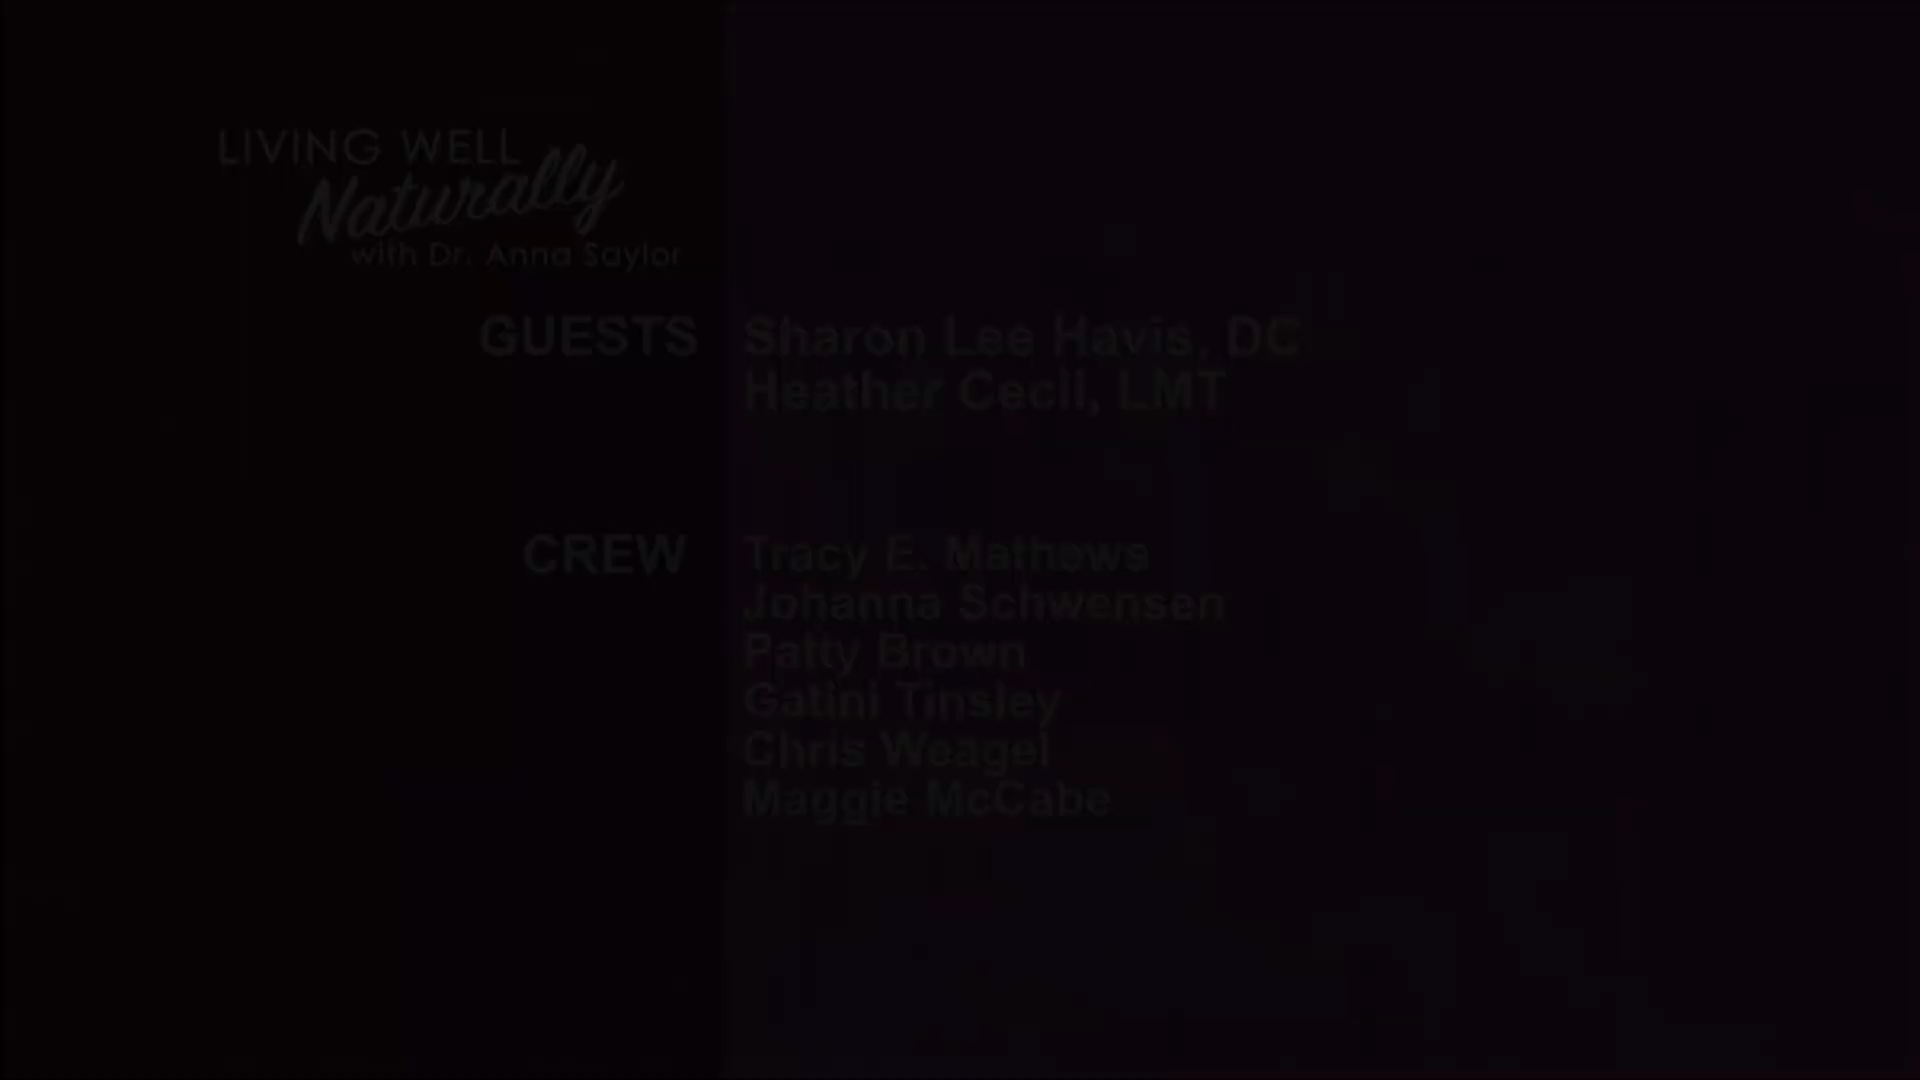 LIVING WELL
Naturally
with Dr. Anna Saylor
GUESTS Sharon Lee Havis, DC
Heather Cecil, LMT
CREW Tracy E. Mathews
Johanna Schwensen
Patty Brown
Gatini Tinsley
Chris Weagel
Maggie McCabe